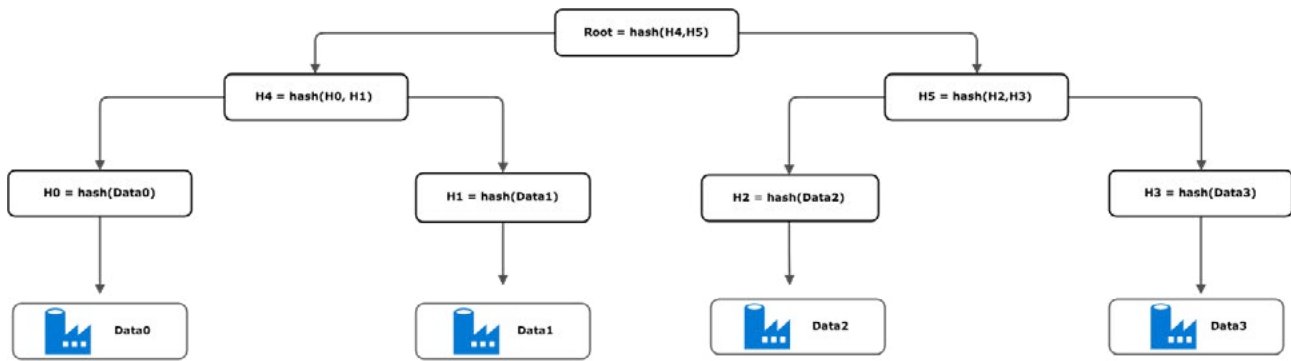 Root = hash(H4,H5)
H4 = hash(H0, H1)
H5 = hash(H2,H3)
H0 = hash(Data0)
H1 = hash(Data1)
H2 = hash(Data2)
H3 = hash(Data3)
Data0
Data1
Data2
Data3